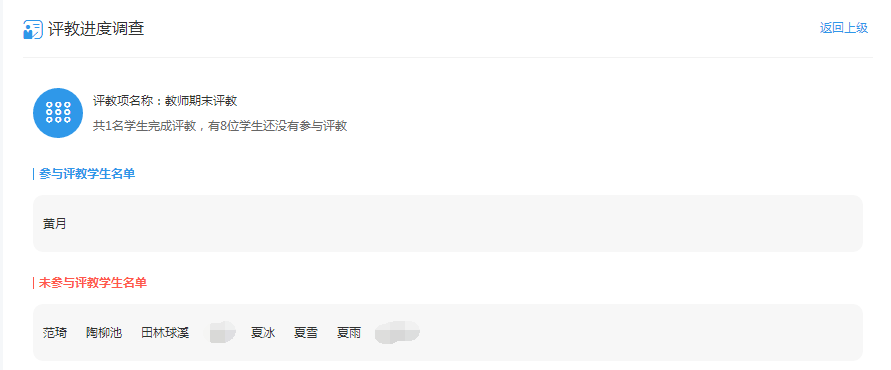 评教进度调查 返回上级
评教项名称：教师期末评教
共1名学生完成评教，有8位学生还没有参与评教
参与评教学生名单
黄月
未参与评教学生名单
范琦 陶柳池 田林球溪 夏冰 夏雪 夏雨